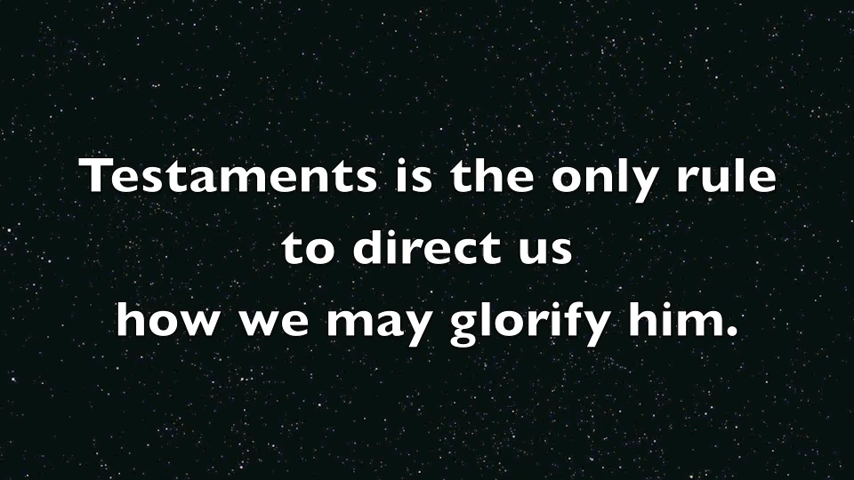 Testaments is the only rule
to direct us
how we may glorify him.